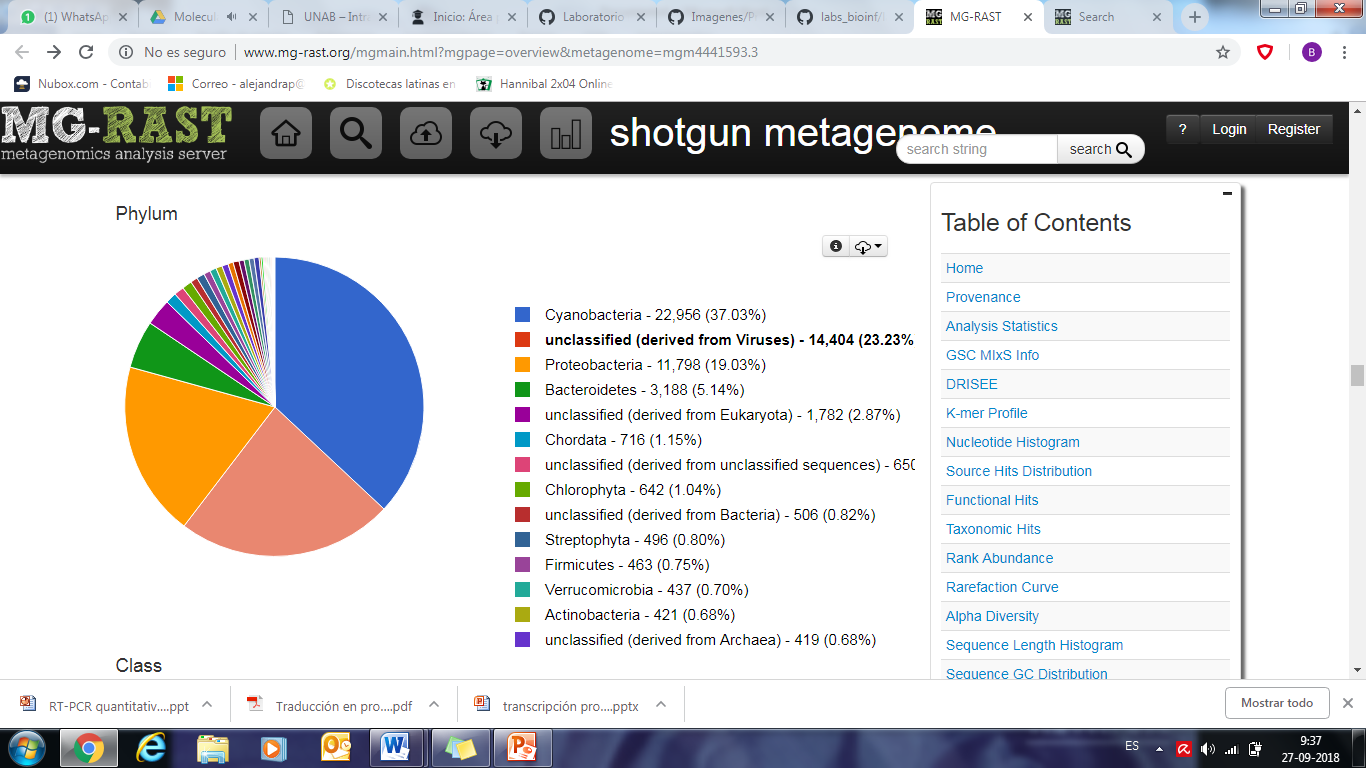 (1) WhatsA
Molecul
UNAB – Intra
Inicio: Área
Laboratorio
Imagenes/P
labs_bioinf/
MG-RAST
Search
No es seguro | www.mg-rast.org/mgmain.html?mgpage=overview&metagenome=mgm4441593.3
B
Nubox.com - Contab
Correo - alejandrap@
Discotecas latinas en
Hannibal 2x04 Online
MG-RAST
metagenomics analysis server
shotgun metagenome
search string
search
?
Login
Register
Phylum
Cyanobacteria - 22,956 (37.03%)
unclassified (derived from Viruses) - 14,404 (23.23%
Proteobacteria - 11,798 (19.03%)
Bacteroidetes - 3,188 (5.14%)
unclassified (derived from Eukaryota) - 1,782 (2.87%)
Chordata - 716 (1.15%)
unclassified (derived from unclassified sequences) - 650
Chlorophyta - 642 (1.04%)
unclassified (derived from Bacteria) - 506 (0.82%)
Streptophyta - 496 (0.80%)
Firmicutes - 463 (0.75%)
Verrucomicrobia - 437 (0.70%)
Actinobacteria - 421 (0.68%)
unclassified (derived from Archaea) - 419 (0.68%)
Class
Table of Contents
Home
Provenance
Analysis Statistics
GSC MIxS Info
DRISEE
K-mer Profile
Nucleotide Histogram
Source Hits Distribution
Functional Hits
Taxonomic Hits
Rank Abundance
Rarefaction Curve
Alpha Diversity
Sequence Length Histogram
Sequence GC Distribution
RT-PCR quantitativ....ppt
Traducción en pro....pdf
transcripción pro....pptx
Mostrar todo
ES
9:37
27-09-2018